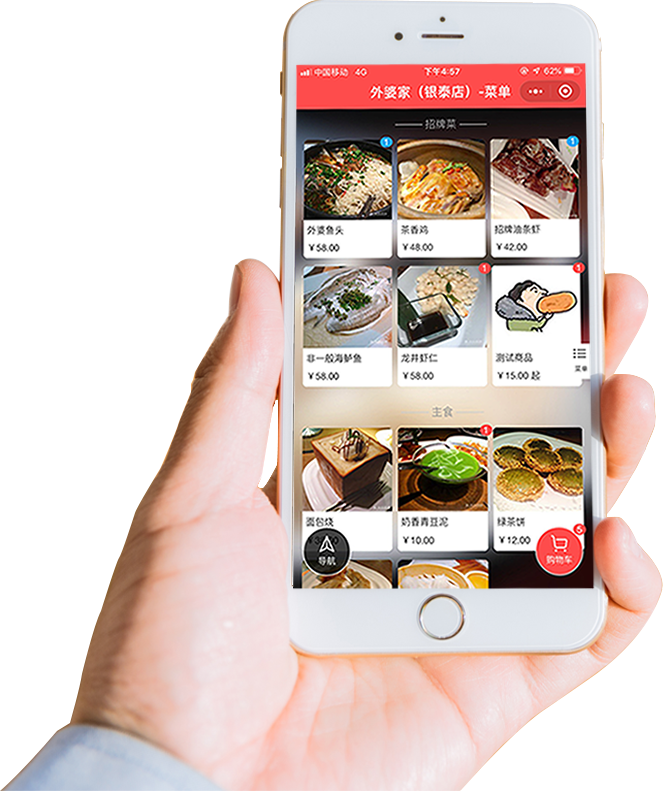 中国移动 4G 下午4:57 62%
外婆家（银泰店）-菜单
招牌菜
1
1
外婆鱼头
茶香鸡
招牌油条虾
¥58.00
¥48.00
¥42.00
1
1
非一般海鲈鱼
龙井虾仁
测试商品
菜单
¥58.00
¥58.00
¥15.00 起
主食
1
面包烧
奶香青豆泥
绿茶饼
¥10.00
¥12.00
5
导航
购物车